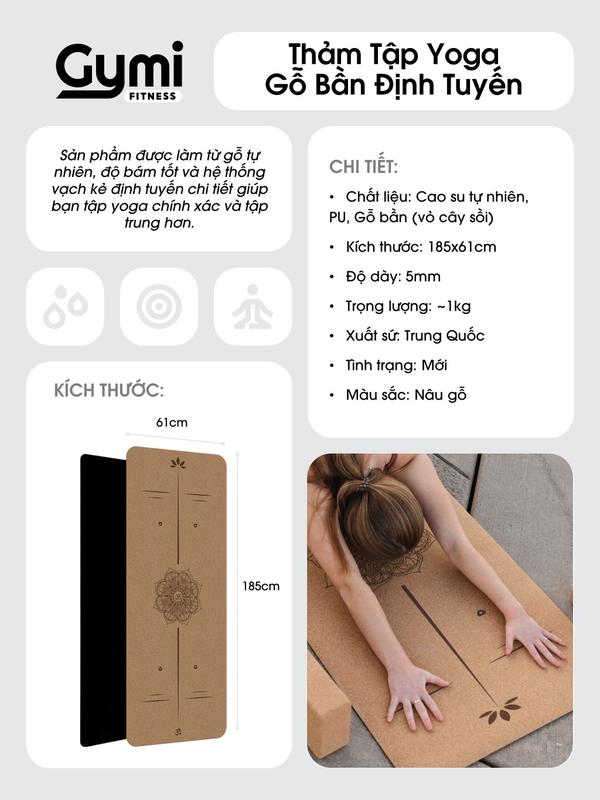 Gymi
FITNESS
Thảm Tập Yoga
Gỗ Bần Định Tuyến
Sản phẩm được làm từ gỗ tự
nhiên, độ bám tốt và hệ thống
vạch kẻ định tuyến chi tiết giúp
bạn tập yoga chính xác và tập
trung hơn.
CHI TIẾT:
• Chất liệu: Cao su tự nhiên,
PU, Gỗ bần (vỏ cây sồi)
• Kích thước: 185x61cm
• Độ dày: 5mm
• Trọng lượng: ~1kg
• Xuất sứ: Trung Quốc
• Tình trạng: Mới
• Màu sắc: Nâu gỗ
KÍCH THƯỚC:
61cm
185cm
ॐ